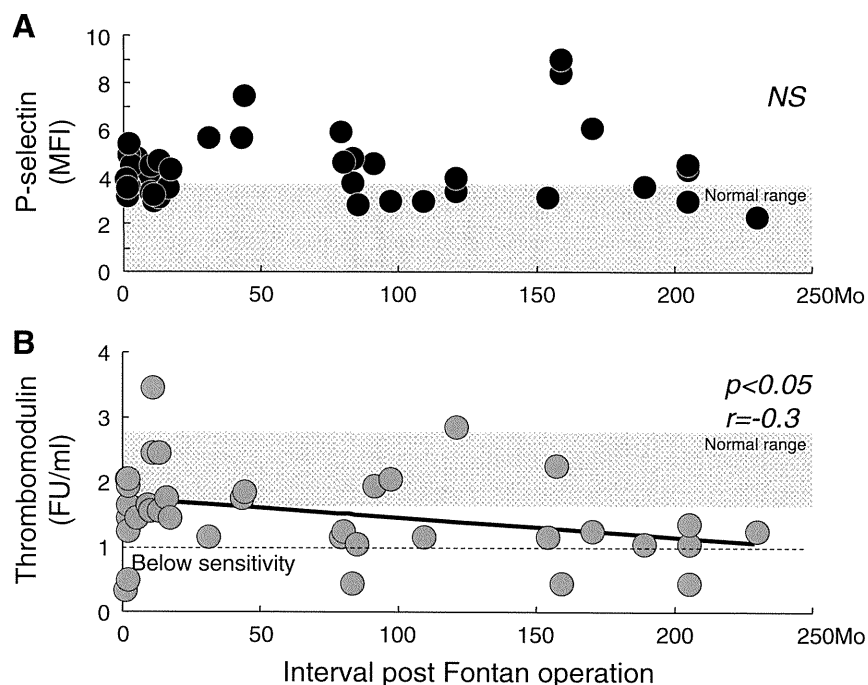 A
P-selectin
(MFI)
10
8
6
4
2
0
NS
Normal range
0 50 100 150 200 250Mo
B
Thrombomodulin
(FU/ml)
4
3
2
1
0
p<0.05
r=-0.3
Normal range
Below sensitivity
0 50 100 150 200 250Mo
Interval post Fontan operation